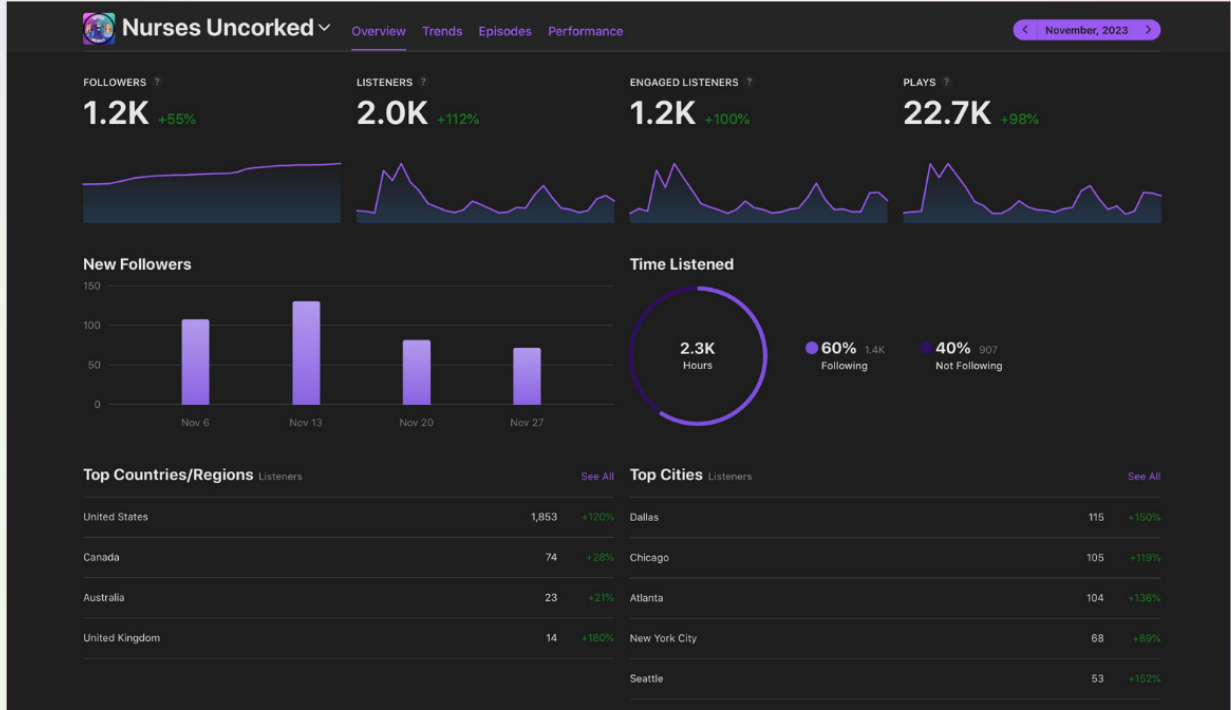 Nurses Uncorked Overview Trends Episodes Performance < November, 2023 >
FOLLOWERS ? LISTENERS ? ENGAGED LISTENERS ? PLAYS ?
1.2K +55% 2.0K +112% 1.2K +100% 22.7K +98%
New Followers
150
100
50
0
Nov 6 Nov 13 Nov 20 Nov 27
Time Listened
2.3K
Hours
60% 1.4K 40% 907
Following Not Following
Top Countries/Regions Listeners See All
United States 1,853 +120%
Canada 74 +28%
Australia 23 +21%
United Kingdom 14 +180%
Top Cities Listeners See All
Dallas 115 +150%
Chicago 105 +119%
Atlanta 104 +136%
New York City 68 +89%
Seattle 53 +152%